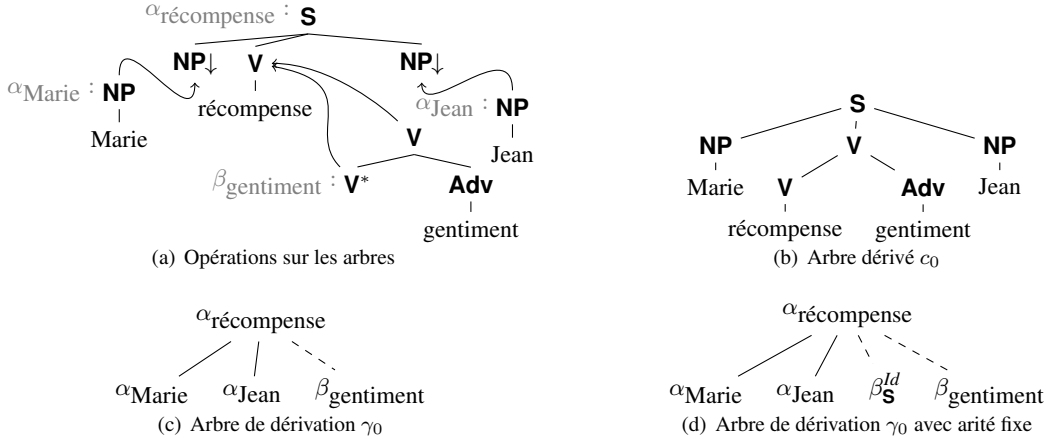 αrécompense : S
NP↓ V NP↓
αMarie : NP récompense αJean : NP
Marie V Jean
βgentiment : V* Adv
gentiment
(a) Opérations sur les arbres
S
NP V NP
Marie V Adv Jean
récompense gentiment
(b) Arbre dérivé c₀
αrécompense
αMarie αJean βgentiment
(c) Arbre de dérivation γ₀
αrécompense
αMarie αJean β^Id_S βgentiment
(d) Arbre de dérivation γ₀ avec arité fixe